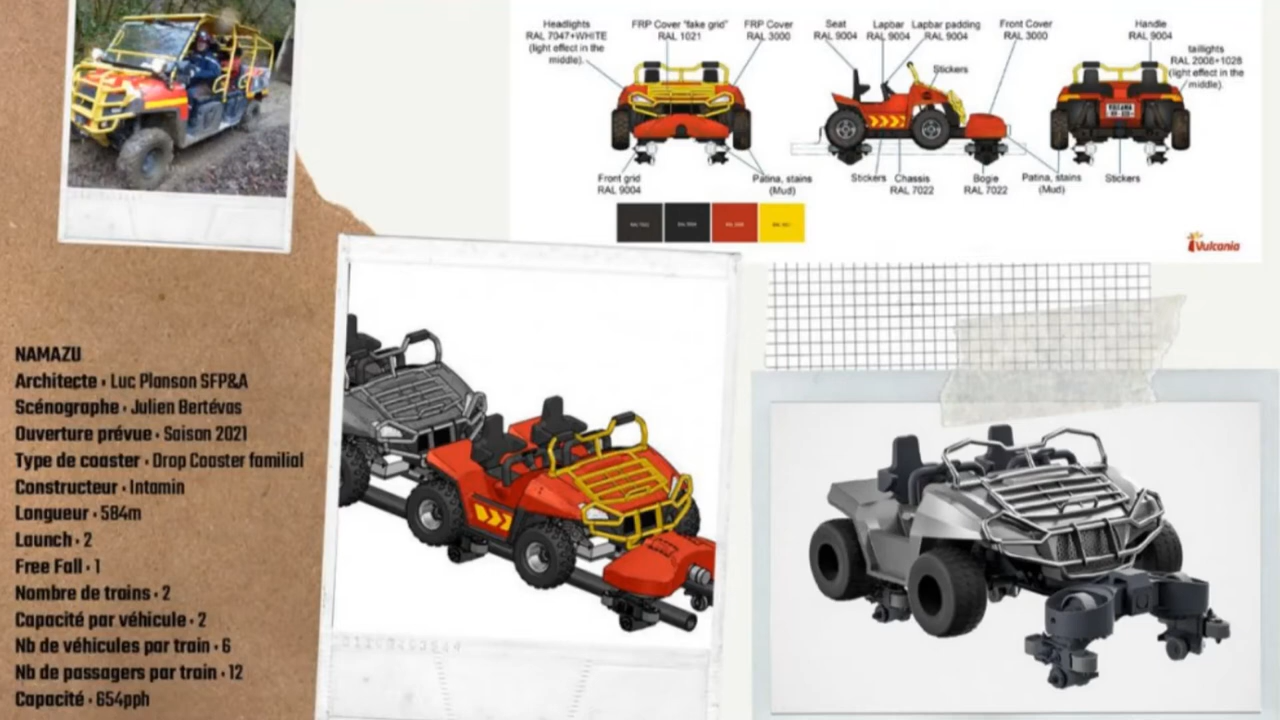 Headlights
RAL 7047+WHITE
(light effect in the
middle).
FRP Cover "fake grid"
RAL 1021
FRP Cover
RAL 3000
Seat
RAL 9004
Lapbar
RAL 9004
Lapbar padding
RAL 9004
Front Cover
RAL 3000
Handle
RAL 9004
taillights
RAL 2008+1028
(light effect in the
middle).
Stickers
Front grid
RAL 9004
Patina, stains
(Mud)
Stickers
Chassis
RAL 7022
Bogie
RAL 7022
Patina, stains
(Mud)
Stickers
VULCANIA
Vulcania
NAMAZU
Architecte • Luc Planson SFP&A
Scénographe • Julien Bertévas
Ouverture prévue • Saison 2021
Type de coaster • Drop Coaster familial
Constructeur • Intamin
Longueur • 584m
Launch • 2
Free Fall • 1
Nombre de trains • 2
Capacité par véhicule • 2
Nb de véhicules par train • 6
Nb de passagers par train • 12
Capacité • 654pph